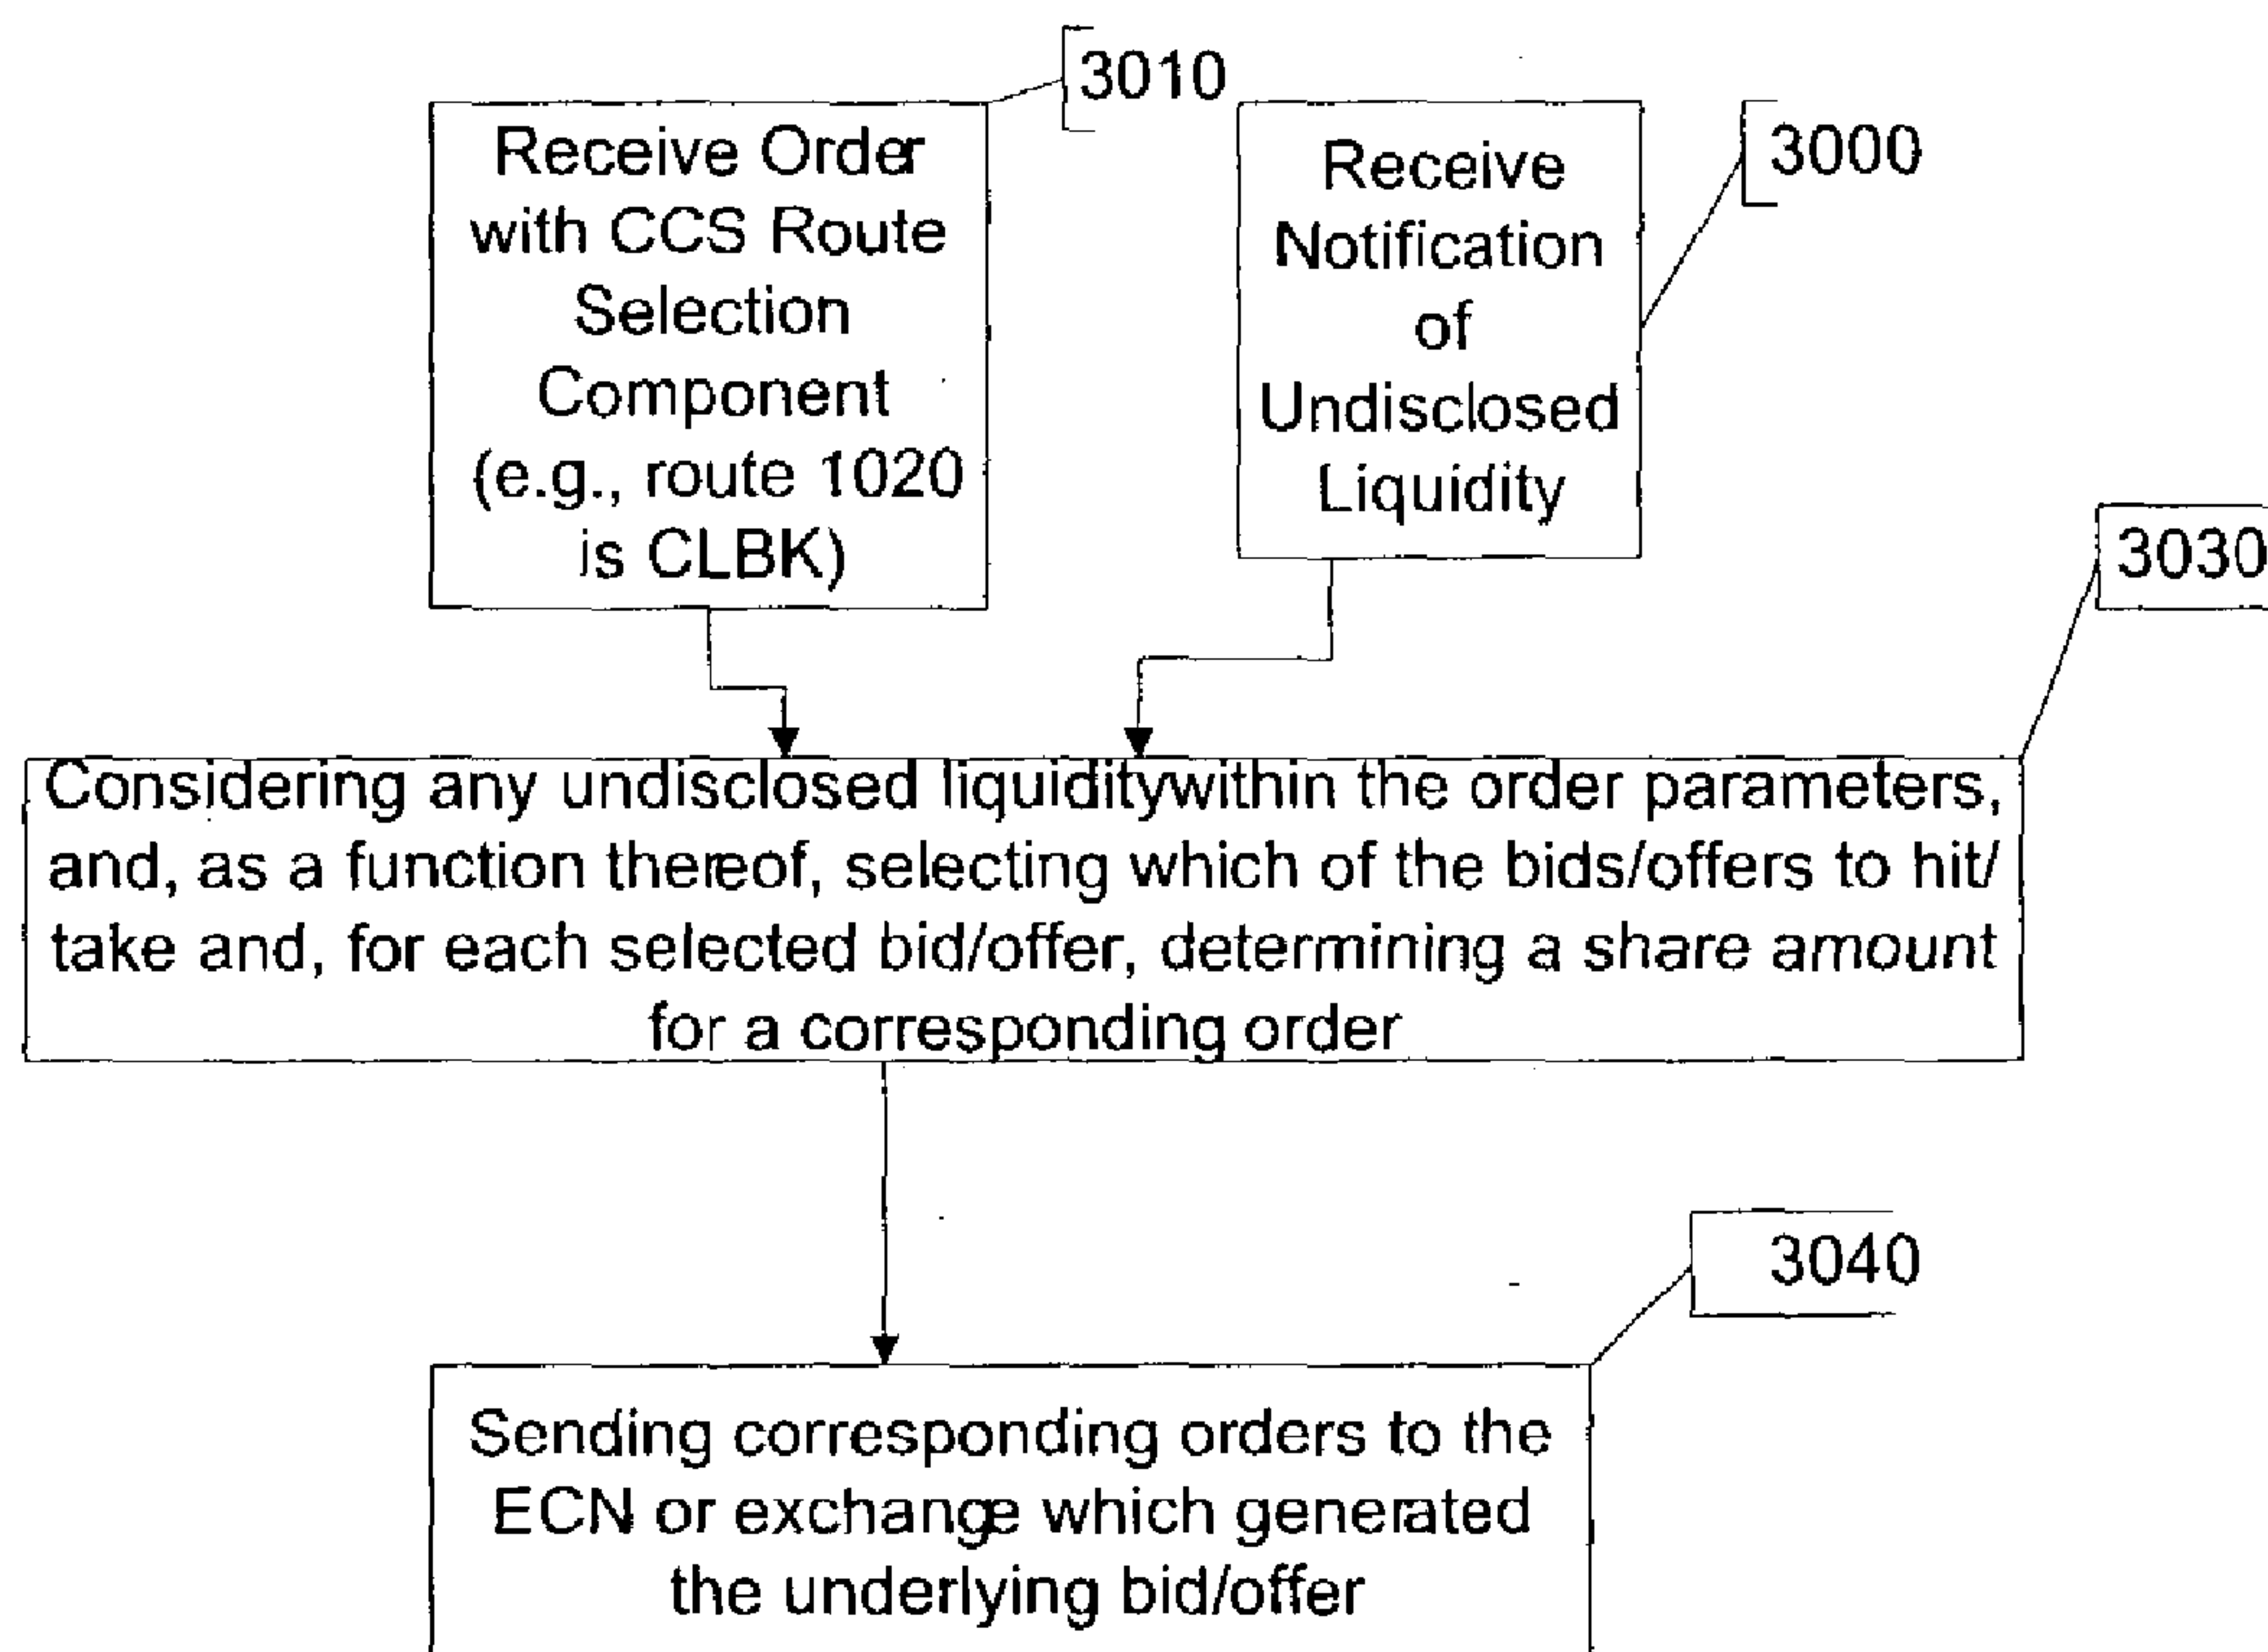 3010
Receive Order
with CCS Route
Selection
Component
(e.g., route 1020
is CLBK)
3000
Receive
Notification
of
Undisclosed
Liquidity
3030
Considering any undisclosed liquiditywithin the order parameters,
and, as a function thereof, selecting which of the bids/offers to hit/
take and, for each selected bid/offer, determining a share amount
for a corresponding order
3040
Sending corresponding orders to the
ECN or exchange which generated
the underlying bid/offer